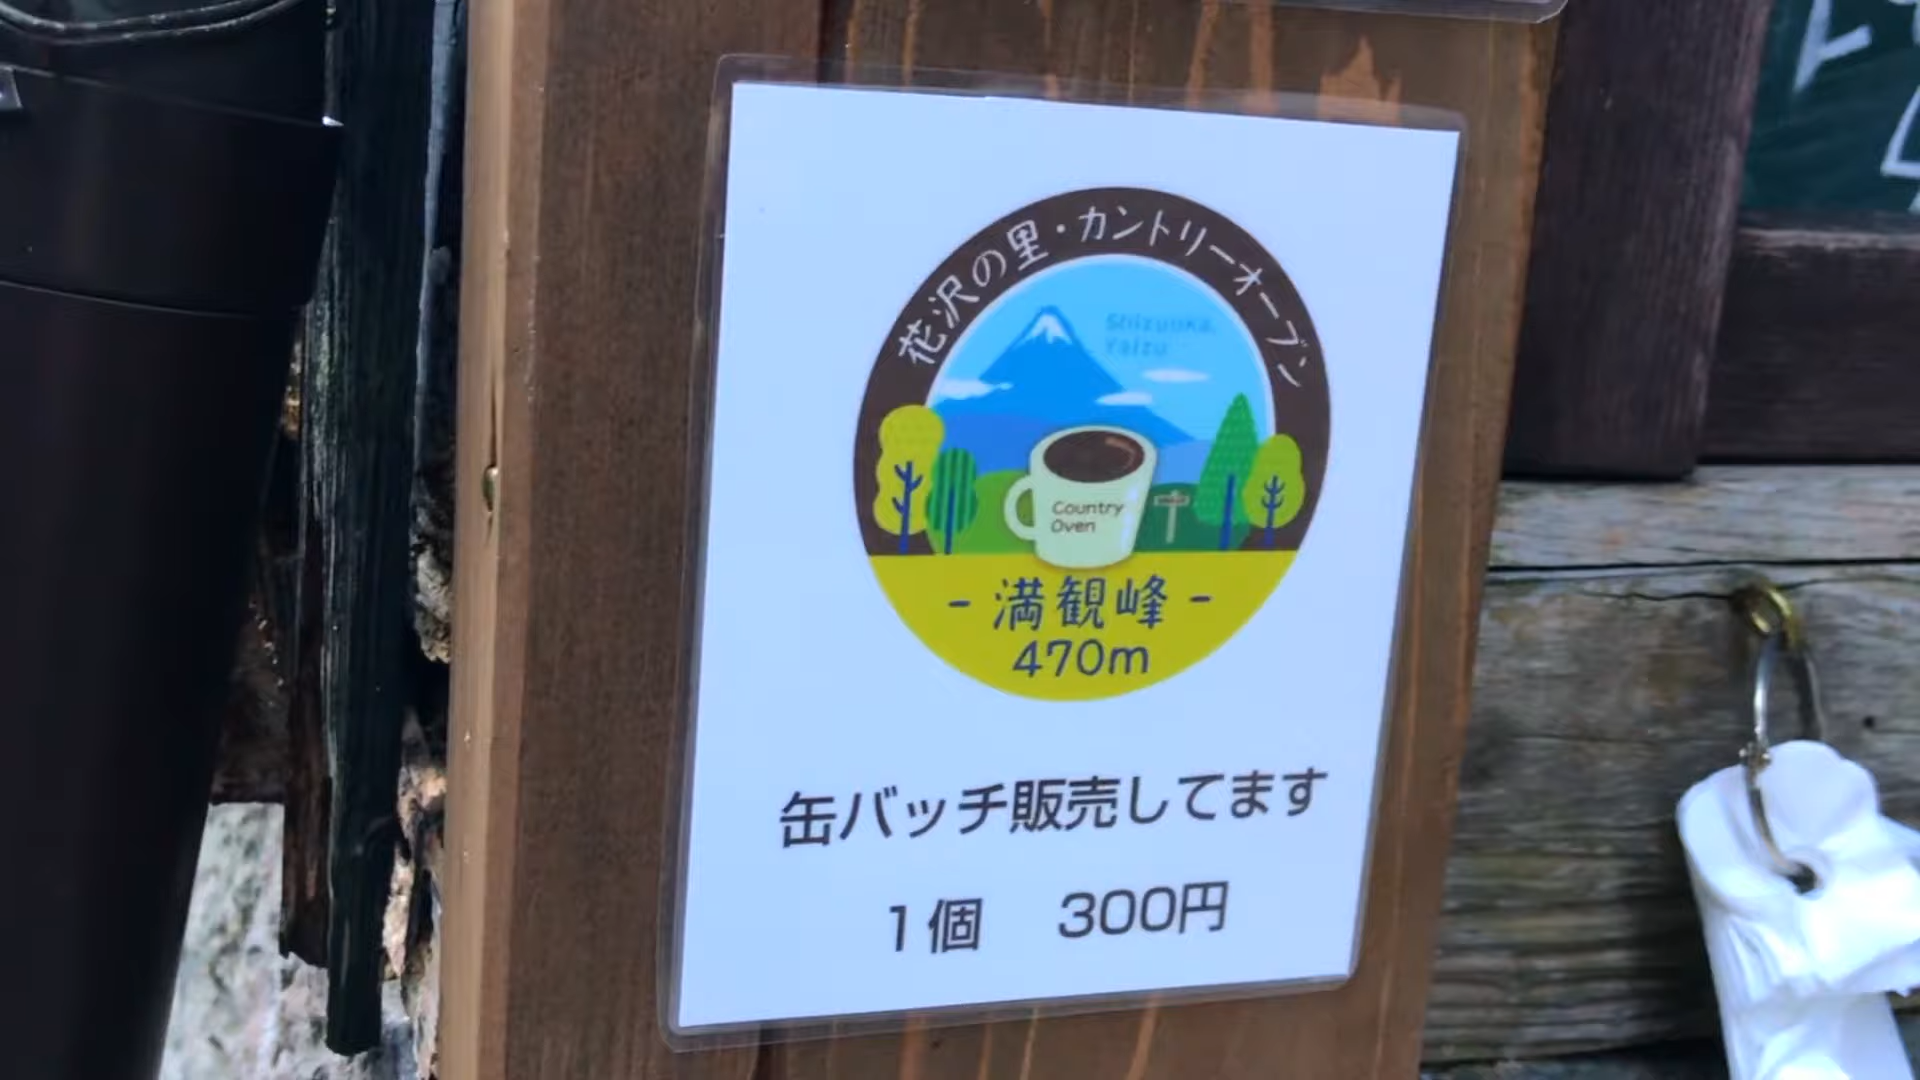 花沢の里・カントリーオーブン
Shizuoka,
Yaizu
Country
Oven
-満観峰-
470m
缶バッチ販売してます
1個 300円